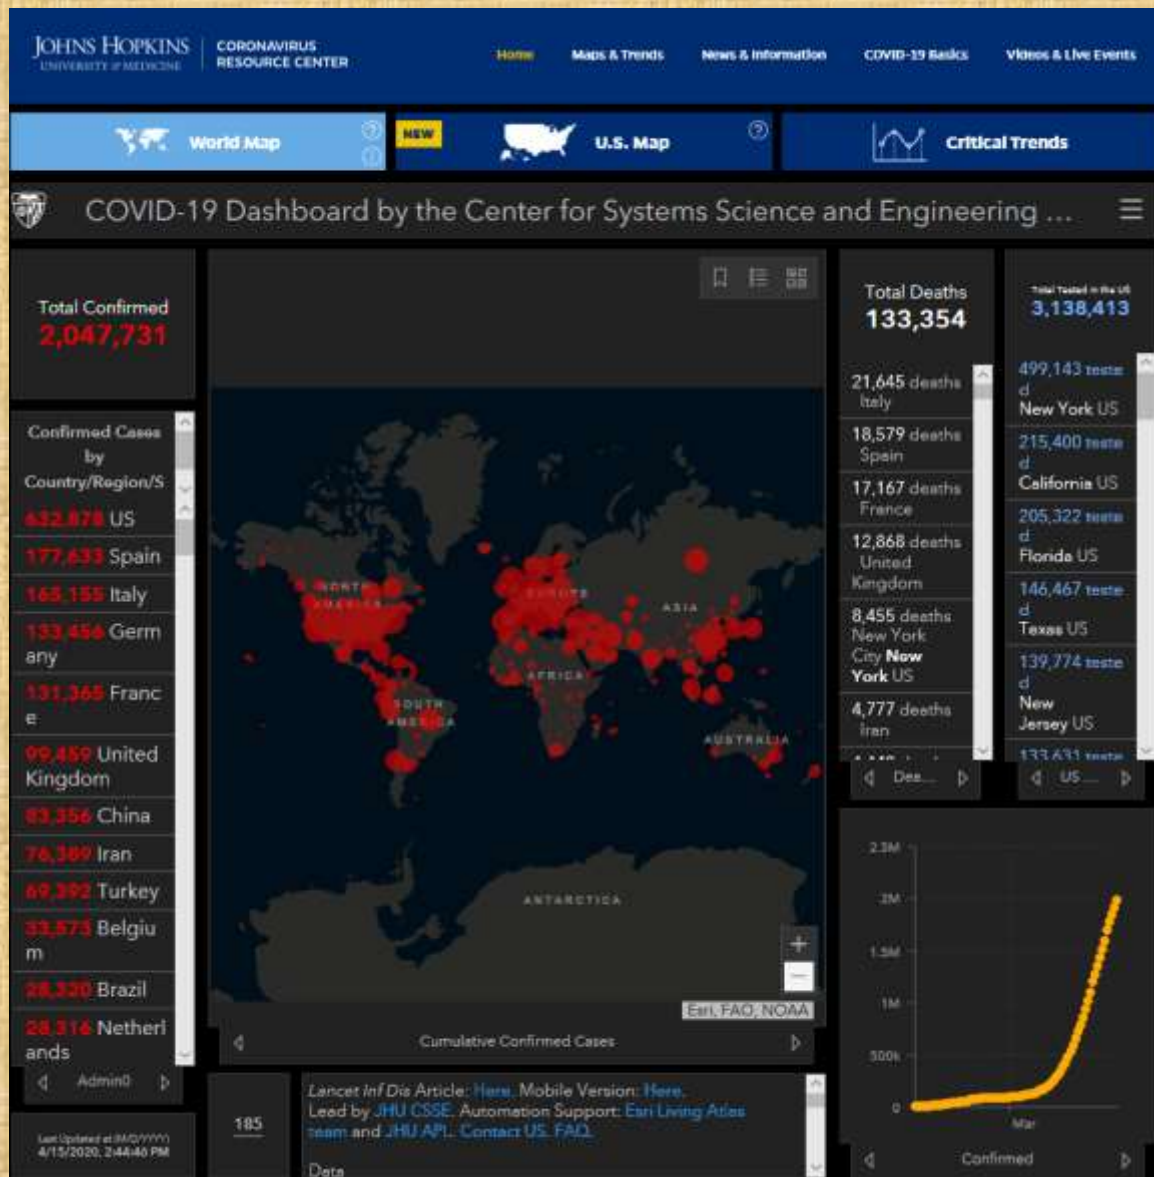 JOHNS HOPKINS
UNIVERSITY of MEDICINE
CORONAVIRUS
RESOURCE CENTER
Home
Maps & Trends
News & Information
COVID-19 Basics
Videos & Live Events
World Map
NEW
U.S. Map
Critical Trends
COVID-19 Dashboard by the Center for Systems Science and Engineering ...
Total Confirmed
2,047,731
Confirmed Cases
by
Country/Region/S
632,878 US
177,633 Spain
165,155 Italy
133,456 Germ
any
131,365 Franc
e
99,459 United
Kingdom
83,356 China
76,389 Iran
69,392 Turkey
33,573 Belgiu
m
28,320 Brazil
28,316 Netherl
ands
Admin0
Last Updated at (M/D/YYYY)
4/15/2020, 2:44:46 PM
NORTH
AMERICA
SOUTH
AMERICA
EUROPE
AFRICA
ASIA
AUSTRALIA
ANTARCTICA
+
−
Esri, FAO, NOAA
Cumulative Confirmed Cases
185
Lancet Inf Dis Article: Here. Mobile Version: Here.
Lead by JHU CSSE. Automation Support: Esri Living Atlas
team and JHU APL. Contact US. FAQ.
Data
Total Deaths
133,354
21,645 deaths
Italy
18,579 deaths
Spain
17,167 deaths
France
12,868 deaths
United
Kingdom
8,455 deaths
New York
City New
York US
4,777 deaths
Iran
Dea...
Total Tested in the US
3,138,413
499,143 teste
d
New York US
215,400 teste
d
California US
205,322 teste
d
Florida US
146,467 teste
d
Texas US
139,774 teste
d
New
Jersey US
133,631 teste
US ...
2.5M
2M
1.5M
1M
500k
0
Mar
Confirmed